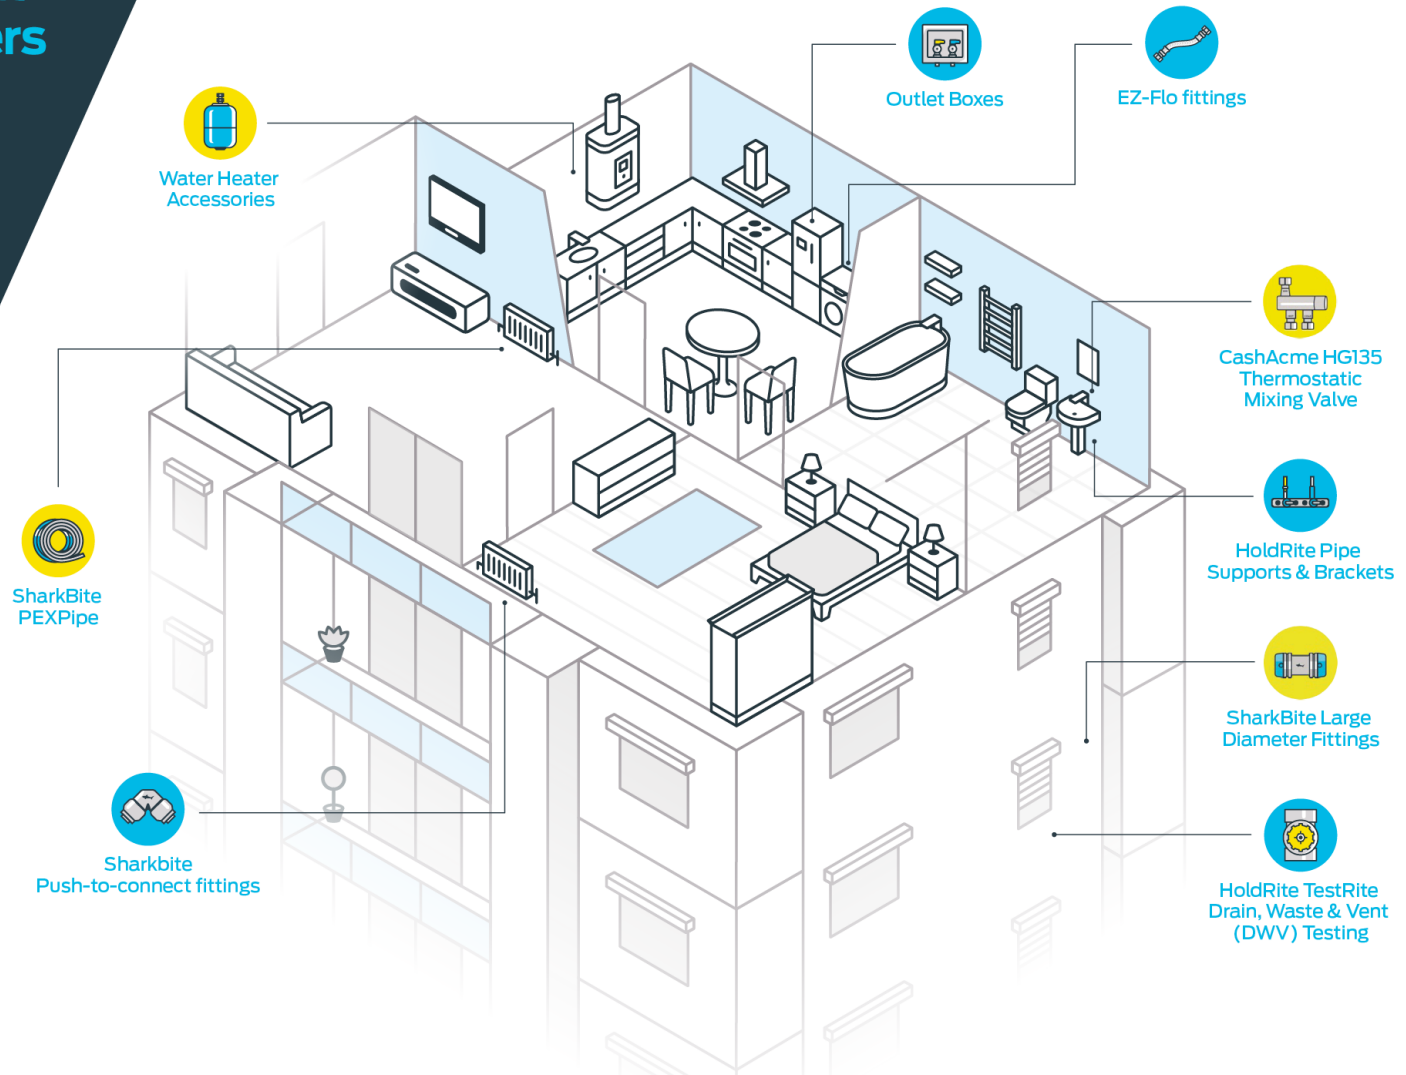 ers
Outlet Boxes
EZ-Flo fittings
Water Heater
Accessories
CashAcme HG135
Thermostatic
Mixing Valve
HoldRite Pipe
Supports & Brackets
SharkBite
PEXPipe
SharkBite Large
Diameter Fittings
Sharkbite
Push-to-connect fittings
HoldRite TestRite
Drain, Waste & Vent
(DWV) Testing